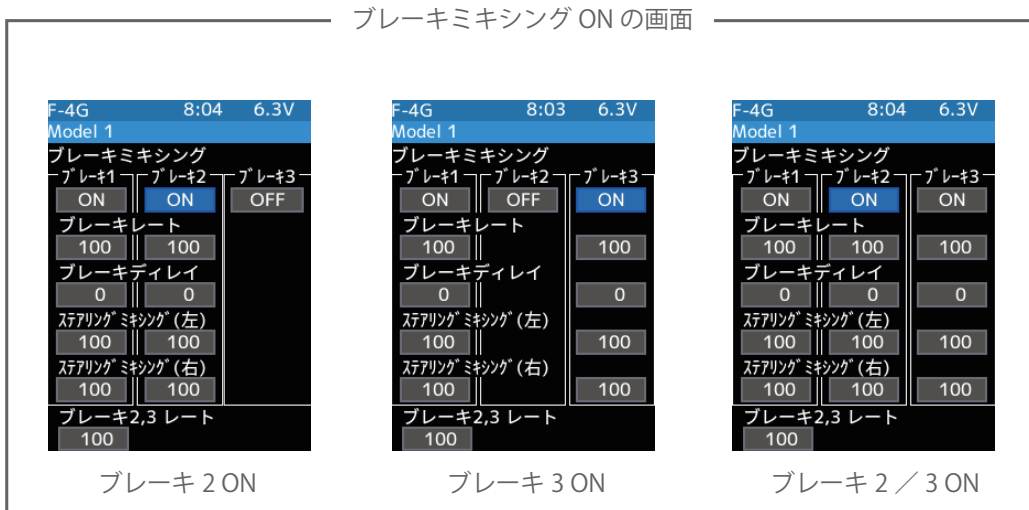 ブレーキミキシング ON の画面
F-4G 8:04 6.3V
Model 1
ブレーキミキシング
ﾌﾞﾚｰｷ1 ﾌﾞﾚｰｷ2 ﾌﾞﾚｰｷ3
ON ON OFF
ブレーキレート
100 100
ブレーキディレイ
0 0
ｽﾃｱﾘﾝｸﾞﾐｷｼﾝｸﾞ(左)
100 100
ｽﾃｱﾘﾝｸﾞﾐｷｼﾝｸﾞ(右)
100 100
ブレーキ2,3 レート
100
ブレーキ 2 ON
F-4G 8:03 6.3V
Model 1
ブレーキミキシング
ﾌﾞﾚｰｷ1 ﾌﾞﾚｰｷ2 ﾌﾞﾚｰｷ3
ON OFF ON
ブレーキレート
100 100
ブレーキディレイ
0 0
ｽﾃｱﾘﾝｸﾞﾐｷｼﾝｸﾞ(左)
100 100
ｽﾃｱﾘﾝｸﾞﾐｷｼﾝｸﾞ(右)
100 100
ブレーキ2,3 レート
100
ブレーキ 3 ON
F-4G 8:04 6.3V
Model 1
ブレーキミキシング
ﾌﾞﾚｰｷ1 ﾌﾞﾚｰｷ2 ﾌﾞﾚｰｷ3
ON ON ON
ブレーキレート
100 100 100
ブレーキディレイ
0 0 0
ｽﾃｱﾘﾝｸﾞﾐｷｼﾝｸﾞ(左)
100 100 100
ｽﾃｱﾘﾝｸﾞﾐｷｼﾝｸﾞ(右)
100 100 100
ブレーキ2,3 レート
100
ブレーキ 2 ／ 3 ON